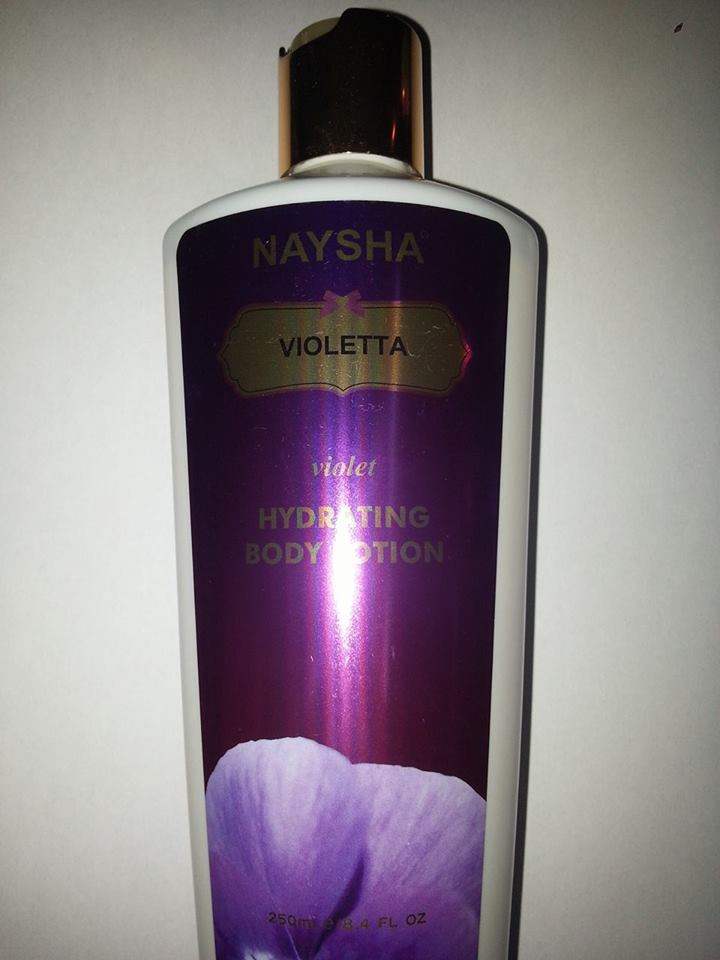 NAYSHA
VIOLETTA
violet
HYDRATING
BODY LOTION
250ml e 8.4 FL OZ